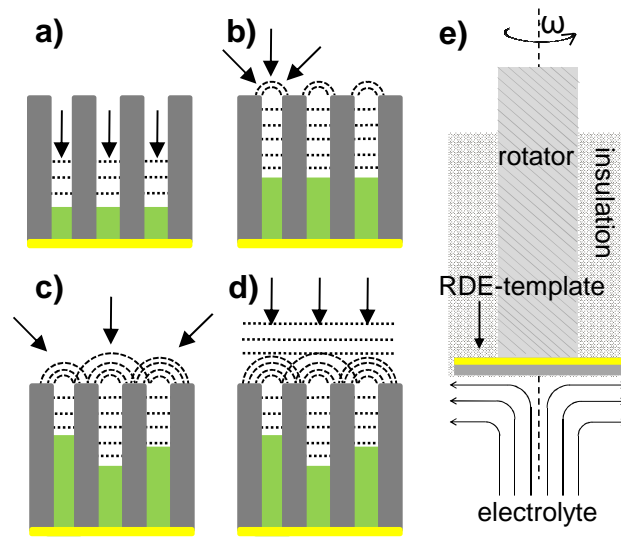 a)
b)
e)
ω
rotator
insulation
c)
d)
RDE-template
electrolyte